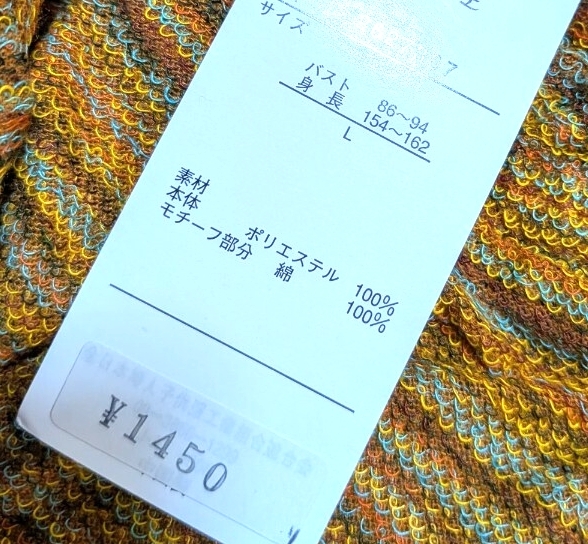 サイズ
7
バスト 86～94
身長 154～162
L
素材
本体 ポリエステル 100%
モチーフ部分 綿 100%
¥1450